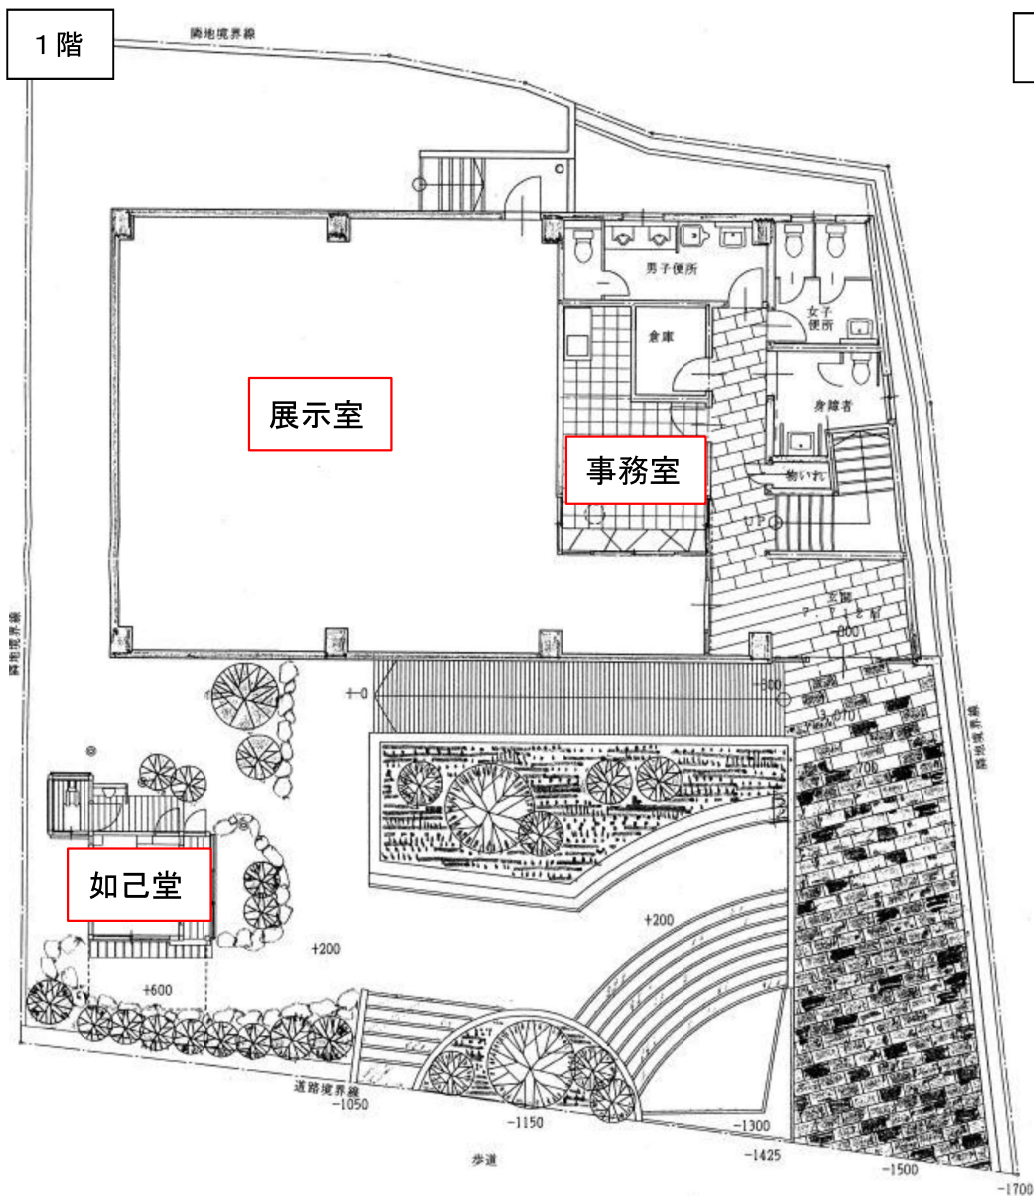 1階
隣地境界線
男子便所
女子
便所
倉庫
展示室
身障者
事務室
物いれ
UP
玄関
-800
隣地境界線
+-0
隣地境界線
如己堂
+200
+200
+600
道路境界線
-1050
-1150
-1300
歩道
-1425
-1500
-1700